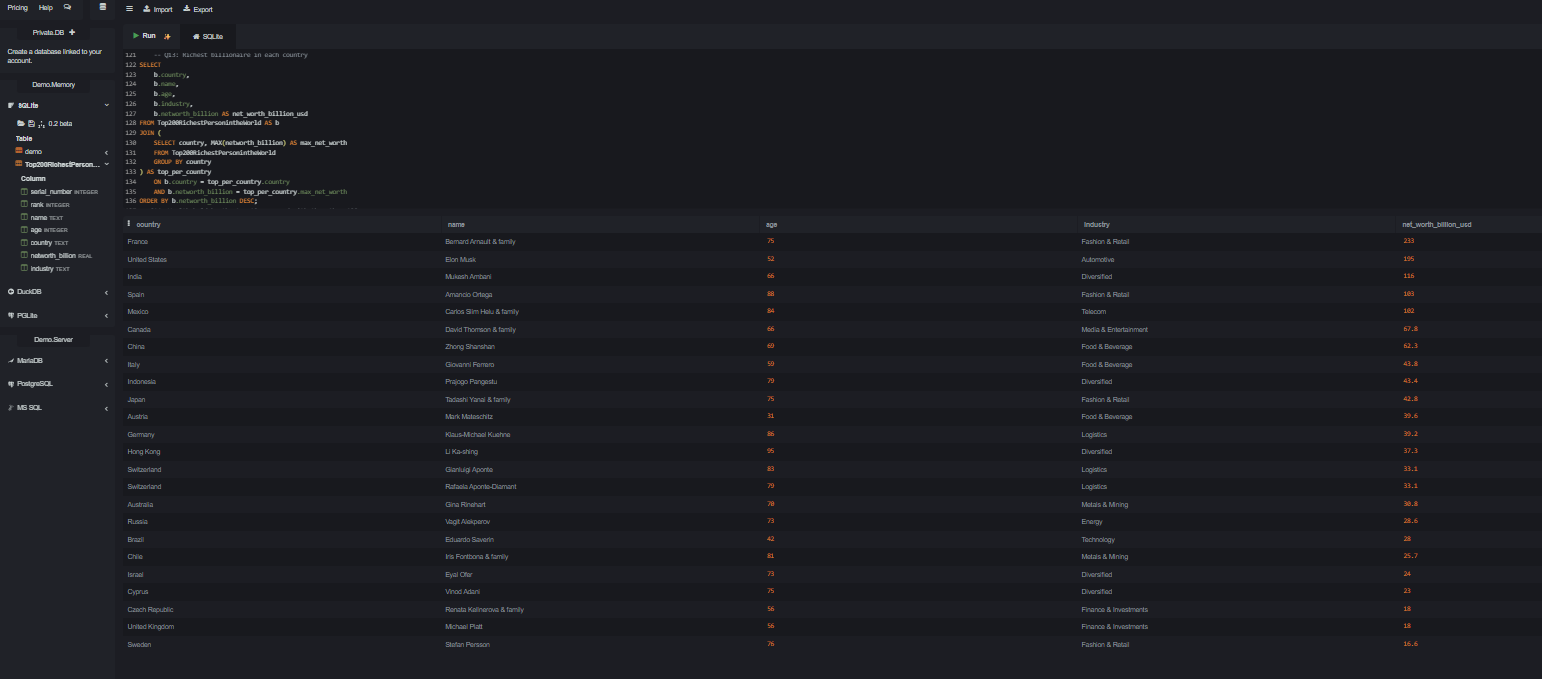 Pricing Help
Import Export
Private.DB
Run SQLite
Create a database linked to your
account.
Demo.Memory
SQLite
0.2 beta
Table
demo
Top200RichestPerson...
Column
serial_number INTEGER
rank INTEGER
name TEXT
age INTEGER
country TEXT
networth_billion REAL
industry TEXT
DuckDB
PGLite
Demo.Server
MariaDB
PostgreSQL
MS SQL
121 -- Q13: Richest billionaire in each country
122 SELECT
123 b.country,
124 b.name,
125 b.age,
126 b.industry,
127 b.networth_billion AS net_worth_billion_usd
128 FROM Top200RichestPersonintheWorld AS b
129 JOIN (
130 SELECT country, MAX(networth_billion) AS max_net_worth
131 FROM Top200RichestPersonintheWorld
132 GROUP BY country
133 ) AS top_per_country
134 ON b.country = top_per_country.country
135 AND b.networth_billion = top_per_country.max_net_worth
136 ORDER BY b.networth_billion DESC;
country name age industry net_worth_billion_usd
France Bernard Arnault & family 75 Fashion & Retail 233
United States Elon Musk 52 Automotive 195
India Mukesh Ambani 66 Diversified 116
Spain Amancio Ortega 88 Fashion & Retail 103
Mexico Carlos Slim Helu & family 84 Telecom 102
Canada David Thomson & family 66 Media & Entertainment 67.8
China Zhong Shanshan 69 Food & Beverage 62.3
Italy Giovanni Ferrero 59 Food & Beverage 43.8
Indonesia Prajogo Pangestu 79 Diversified 43.4
Japan Tadashi Yanai & family 75 Fashion & Retail 42.8
Austria Mark Mateschitz 31 Food & Beverage 39.6
Germany Klaus-Michael Kuehne 86 Logistics 39.2
Hong Kong Li Ka-shing 95 Diversified 37.3
Switzerland Gianluigi Aponte 83 Logistics 33.1
Switzerland Rafaela Aponte-Diamant 79 Logistics 33.1
Australia Gina Rinehart 70 Metals & Mining 30.8
Russia Vagit Alekperov 73 Energy 28.6
Brazil Eduardo Saverin 42 Technology 28
Chile Iris Fontbona & family 81 Metals & Mining 25.7
Israel Eyal Ofer 73 Diversified 24
Cyprus Vinod Adani 75 Diversified 23
Czech Republic Renata Kellnerova & family 56 Finance & Investments 18
United Kingdom Michael Platt 56 Finance & Investments 18
Sweden Stefan Persson 76 Fashion & Retail 16.6